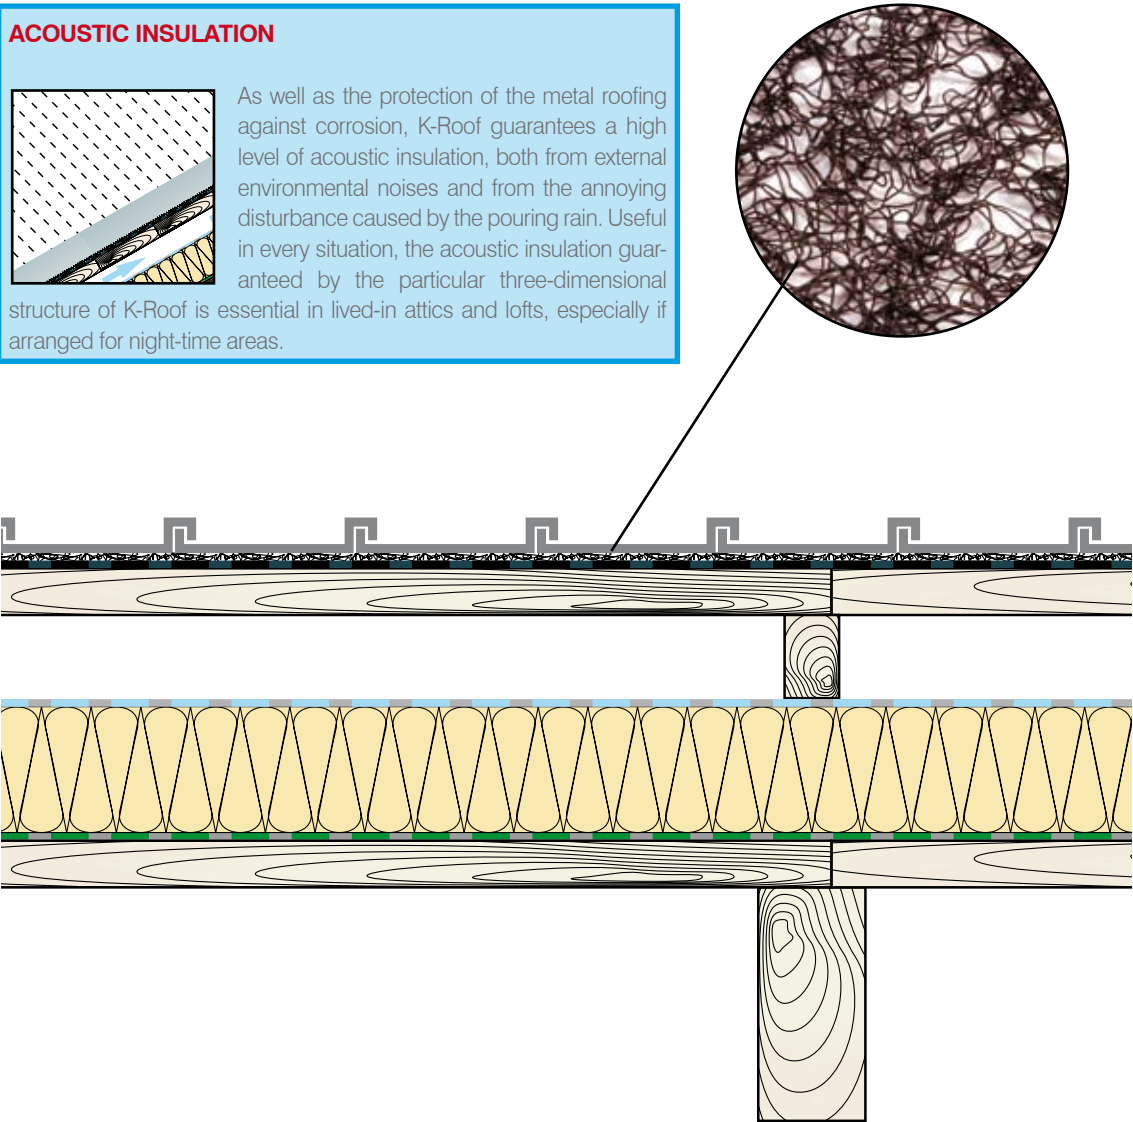 ACOUSTIC INSULATION
As well as the protection of the metal roofing
against corrosion, K-Roof guarantees a high
level of acoustic insulation, both from external
environmental noises and from the annoying
disturbance caused by the pouring rain. Useful
in every situation, the acoustic insulation guar-
anteed by the particular three-dimensional
structure of K-Roof is essential in lived-in attics and lofts, especially if
arranged for night-time areas.